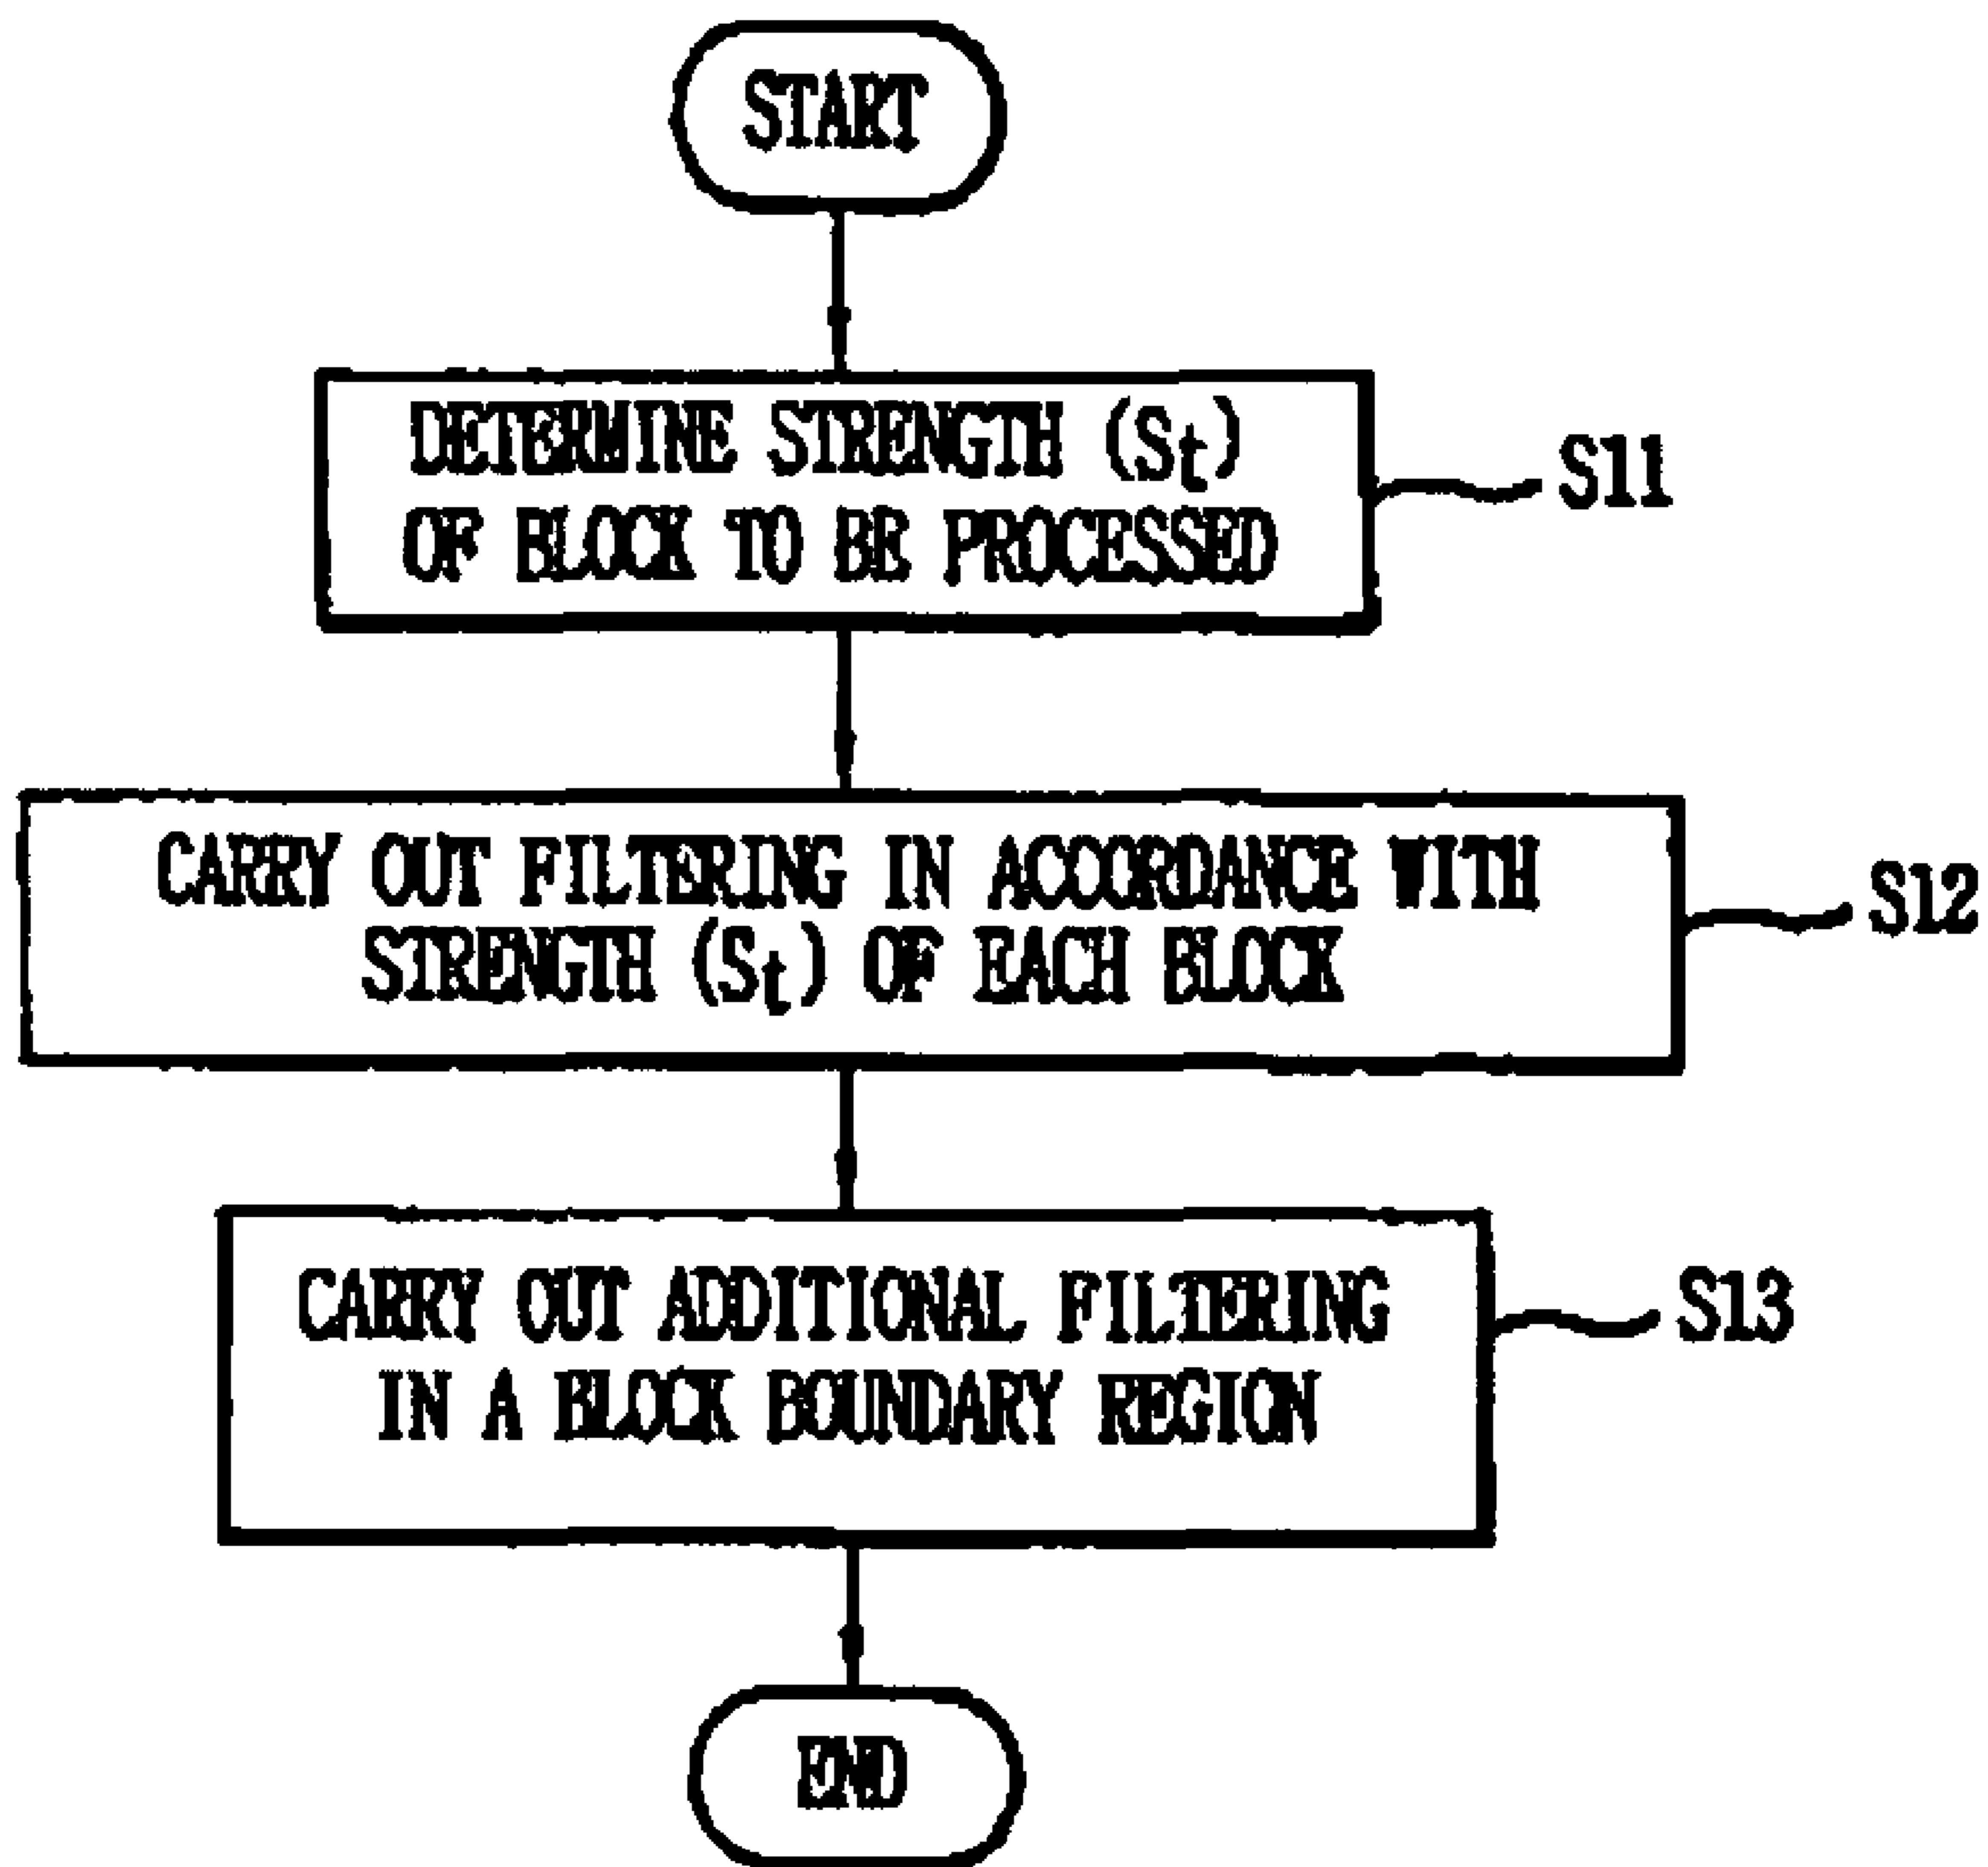 START
DETERMINE STRENGTH (St)
OF BLOCK TO BE PROCESSED
S11
CARRY OUT FILTERING IN ACCORDANCE WITH
STRENGTH (St) OF EACH BLOCK
S12
CARRY OUT ADDITIONAL FILTERING
IN A BLOCK BOUNDARY REGION
S13
END